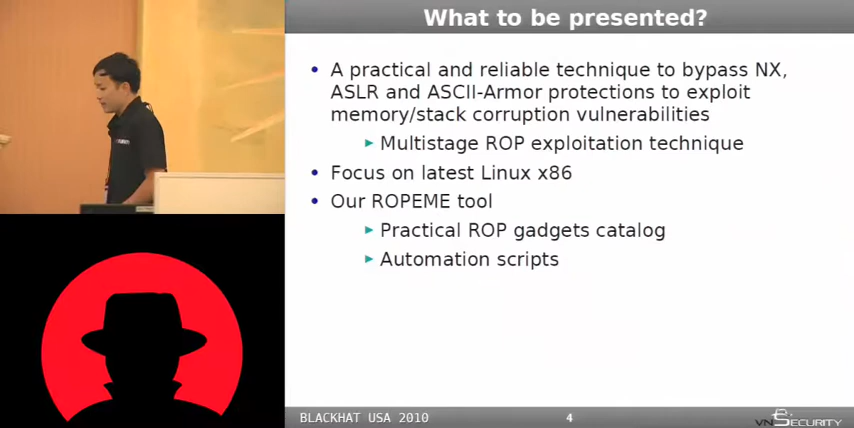 What to be presented?
• A practical and reliable technique to bypass NX,
ASLR and ASCII-Armor protections to exploit
memory/stack corruption vulnerabilities
► Multistage ROP exploitation technique
• Focus on latest Linux x86
• Our ROPEME tool
► Practical ROP gadgets catalog
► Automation scripts
BLACKHAT USA 2010
4
VNSECURITY